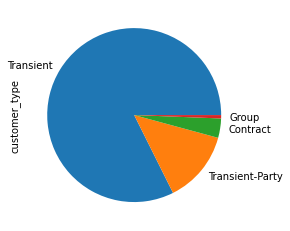 Transient
customer_type
Group
Contract
Transient-Party